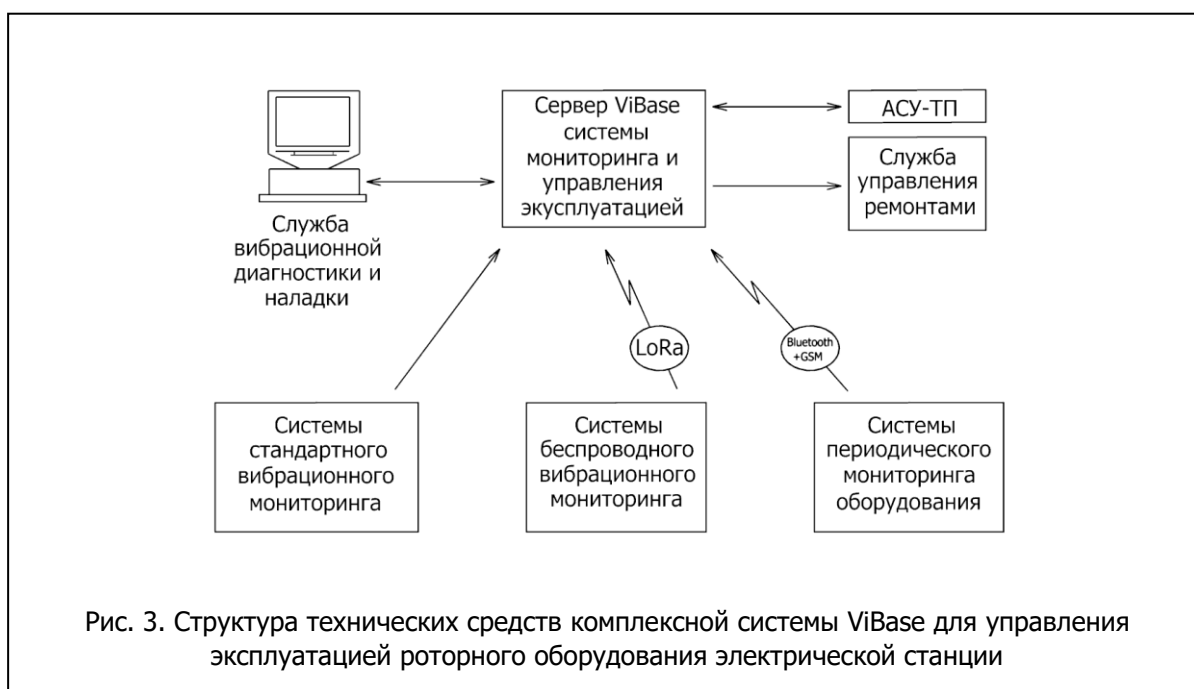 Сервер ViBase
системы
мониторинга и
управления
экусплуатацией
АСУ-ТП
Служба
управления
ремонтами
Служба
вибрационной
диагностики и
наладки
LoRa
Bluetooth
+GSM
Системы
стандартного
вибрационного
мониторинга
Системы
беспроводного
вибрационного
мониторинга
Системы
периодического
мониторинга
оборудования
Рис. 3. Структура технических средств комплексной системы ViBase для управления
эксплуатацией роторного оборудования электрической станции